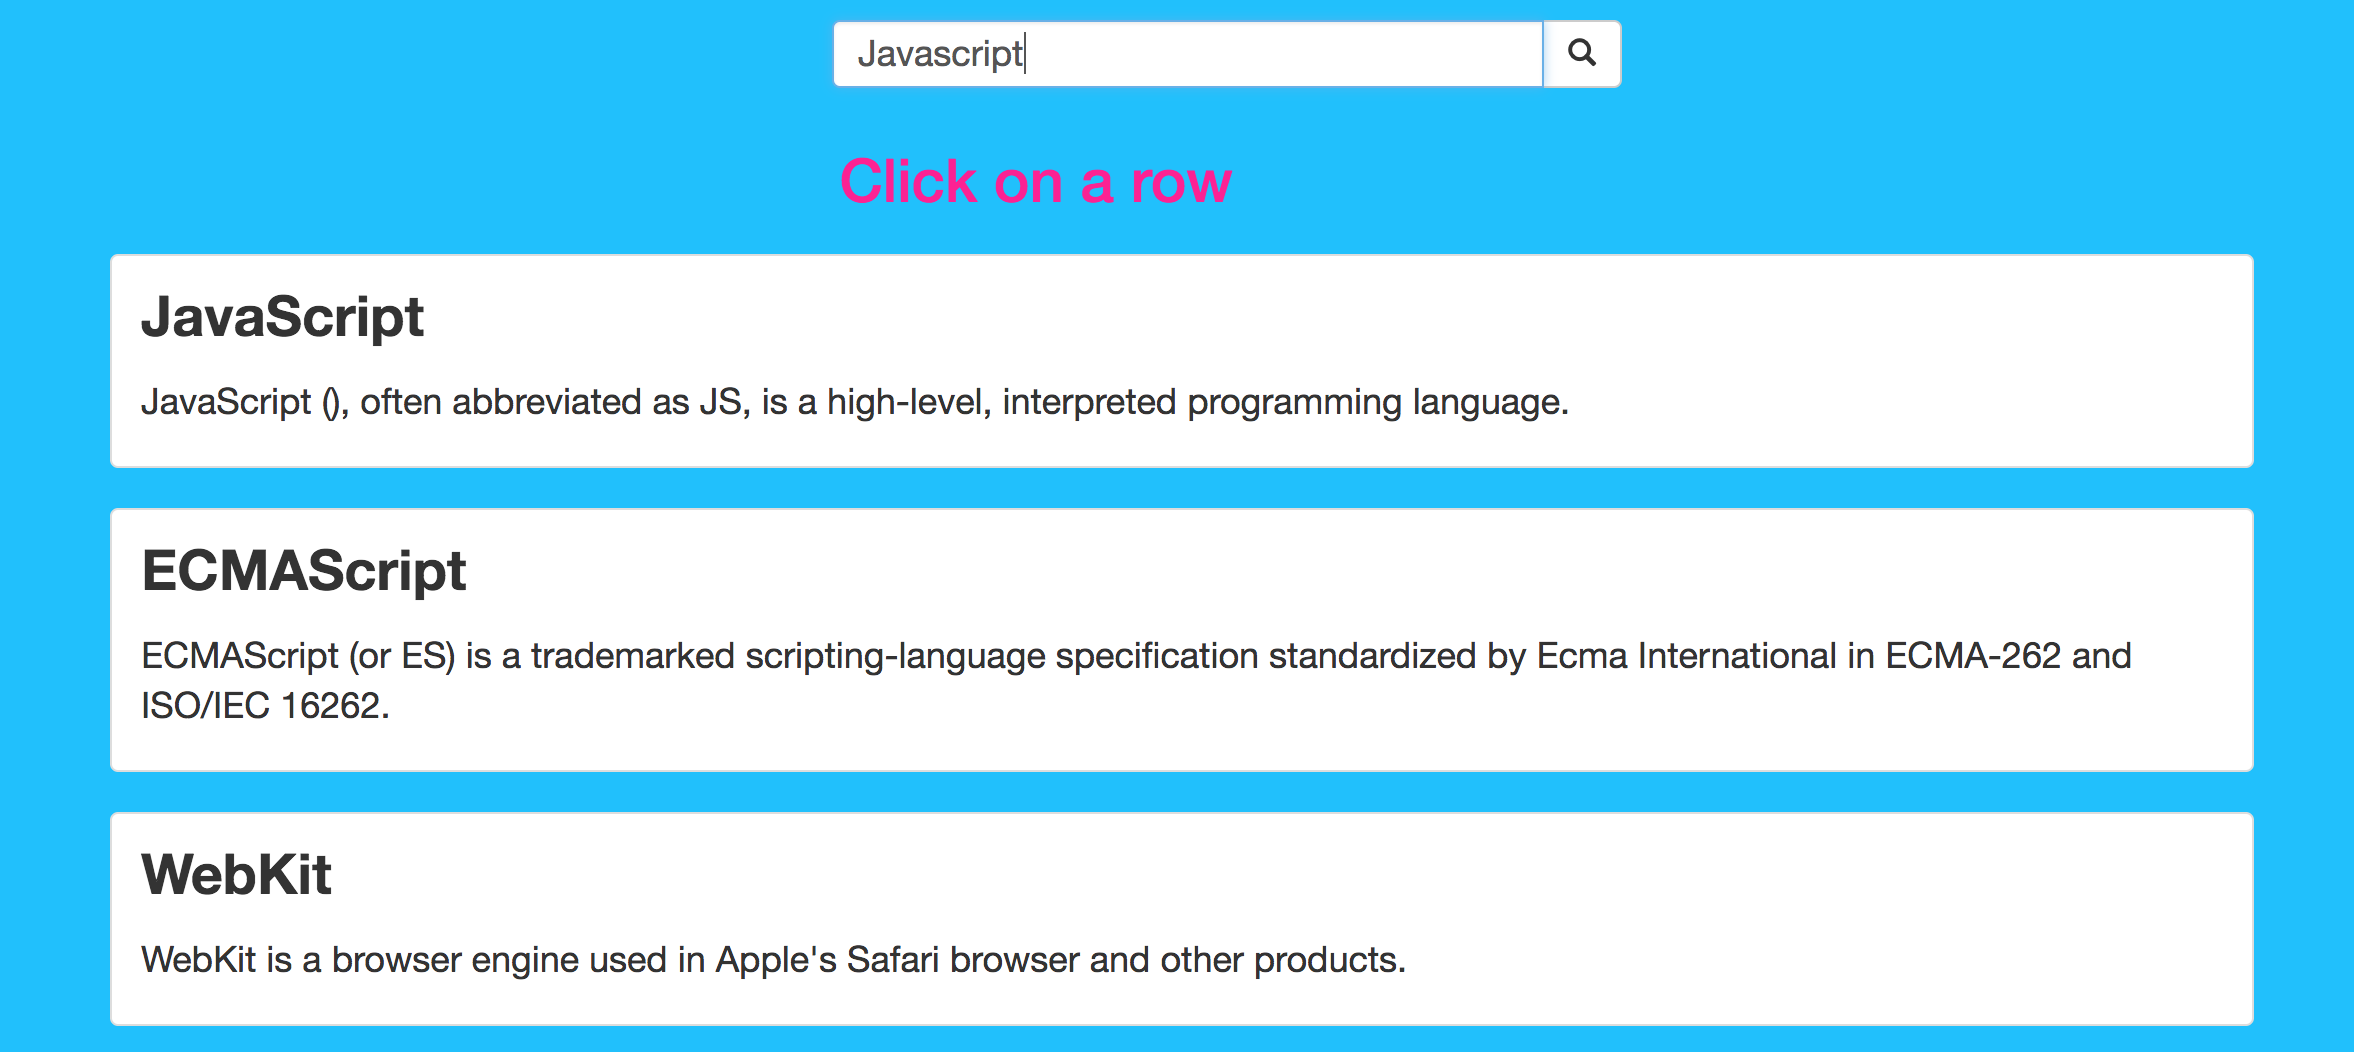 Javascript
Click on a row
JavaScript
JavaScript (), often abbreviated as JS, is a high-level, interpreted programming language.
ECMAScript
ECMAScript (or ES) is a trademarked scripting-language specification standardized by Ecma International in ECMA-262 and
ISO/IEC 16262.
WebKit
WebKit is a browser engine used in Apple's Safari browser and other products.